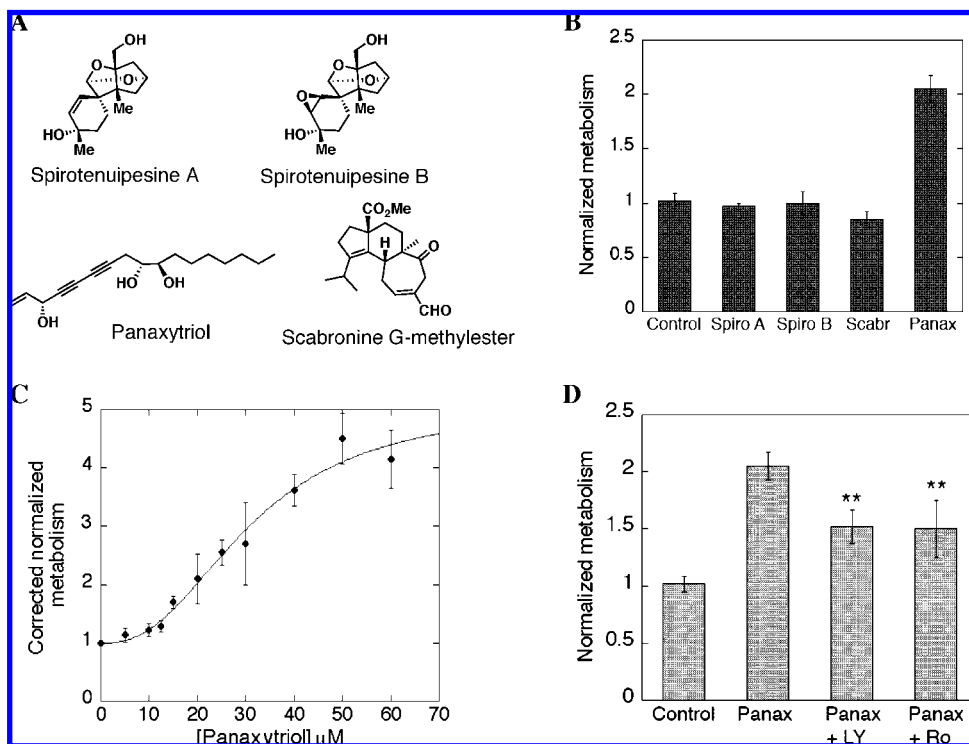 A
OH
O
O
Me
HO
Me
Spirotenuipesine A
OH
O
O
O
Me
HO
Me
Spirotenuipesine B
HO
OH
OH
Panaxytriol
CO2Me
H
O
CHO
Scabronine G-methylester
B
Normalized metabolism
2.5
2
1.5
1
0.5
0
Control Spiro A Spiro B Scabr Panax
C
Corrected normalized
metabolism
5
4
3
2
1
0
0 10 20 30 40 50 60 70
[Panaxytriol] µM
D
Normalized metabolism
2.5
2
1.5
1
0.5
0
**
**
Control Panax Panax Panax
+ LY + Ro